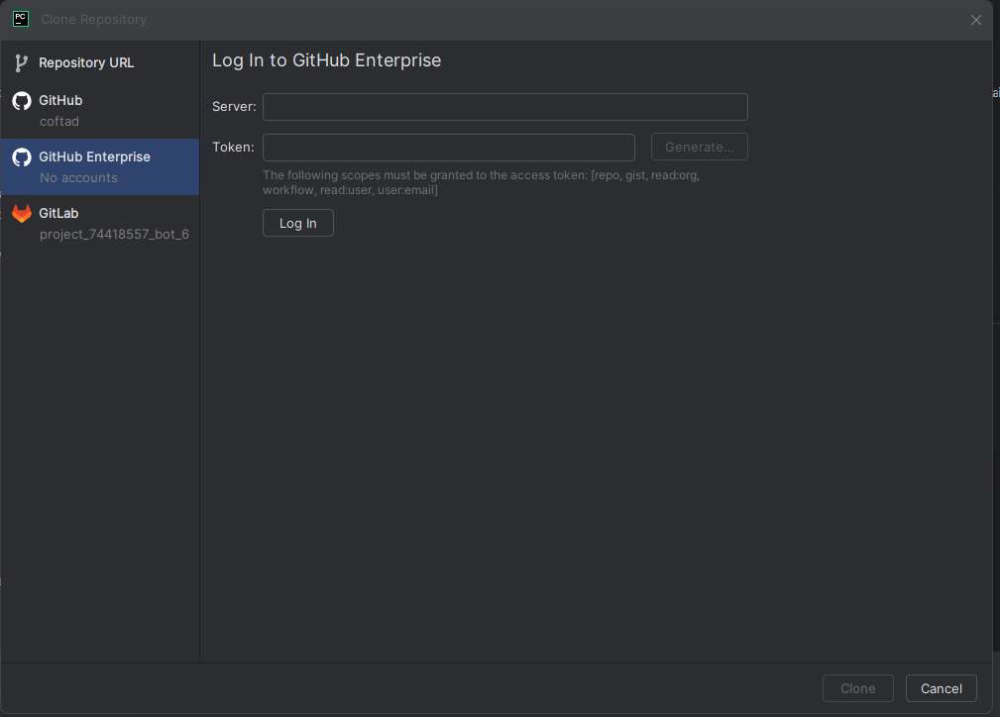 PC
Clone Repository
Repository URL
GitHub
coftad
GitHub Enterprise
No accounts
GitLab
project_74418557_bot_6
Log In to GitHub Enterprise
Server:
Token:
Generate...
The following scopes must be granted to the access token: [repo, gist, read:org,
workflow, read:user, user:email]
Log In
Clone
Cancel